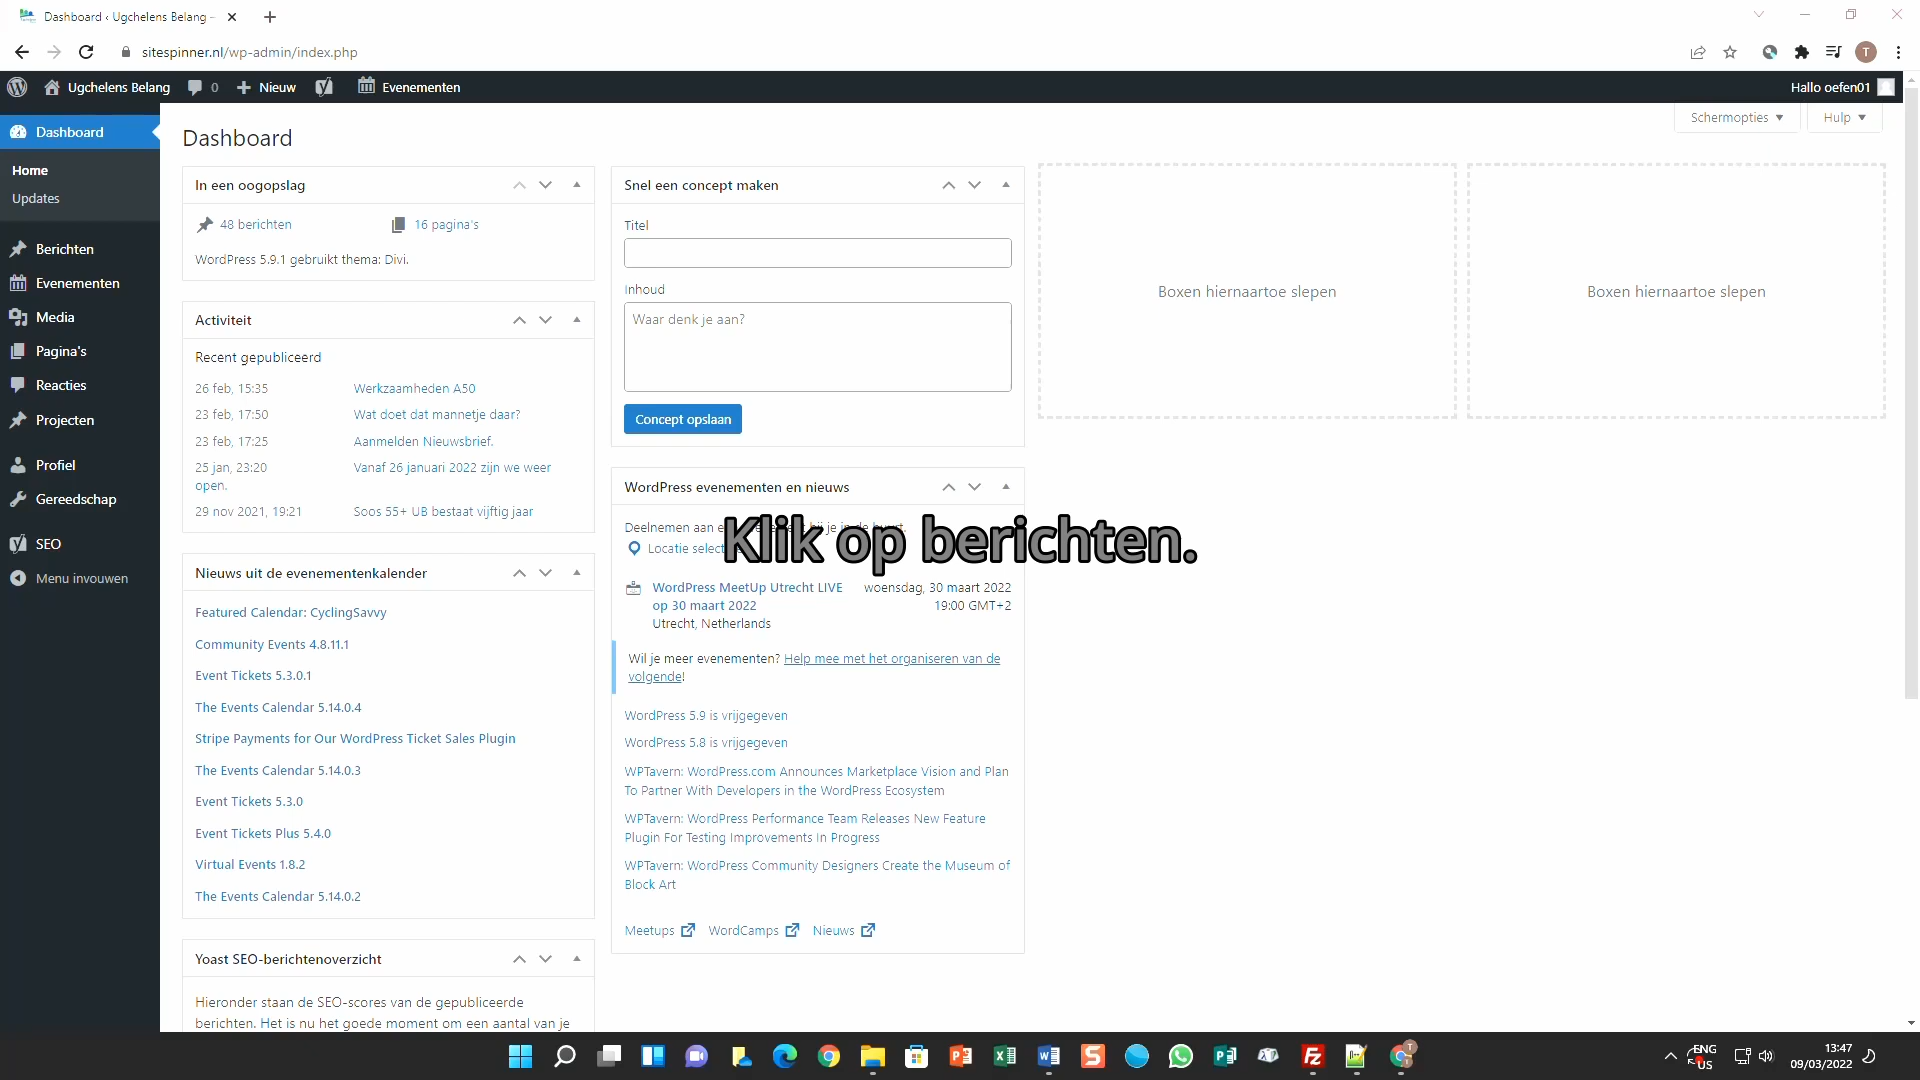 Dashboard ‹ Ugchelens Belang –
sitespinner.nl/wp-admin/index.php
T
Ugchelens Belang
0
Nieuw
Evenementen
Hallo oefen01
Dashboard
Home
Updates
Berichten
Evenementen
Media
Pagina's
Reacties
Projecten
Profiel
Gereedschap
SEO
Menu invouwen
Schermopties
Hulp
Dashboard
In een oogopslag
48 berichten
16 pagina's
WordPress 5.9.1 gebruikt thema: Divi.
Activiteit
Recent gepubliceerd
26 feb, 15:35 Werkzaamheden A50
23 feb, 17:50 Wat doet dat mannetje daar?
23 feb, 17:25 Aanmelden Nieuwsbrief.
25 jan, 23:20 Vanaf 26 januari 2022 zijn we weer
open.
29 nov 2021, 19:21 Soos 55+ UB bestaat vijftig jaar
Nieuws uit de evenementenkalender
Featured Calendar: CyclingSavvy
Community Events 4.8.11.1
Event Tickets 5.3.0.1
The Events Calendar 5.14.0.4
Stripe Payments for Our WordPress Ticket Sales Plugin
The Events Calendar 5.14.0.3
Event Tickets 5.3.0
Event Tickets Plus 5.4.0
Virtual Events 1.8.2
The Events Calendar 5.14.0.2
Yoast SEO-berichtenoverzicht
Hieronder staan de SEO-scores van de gepubliceerde
berichten. Het is nu het goede moment om een aantal van je
Snel een concept maken
Titel
Inhoud
Waar denk je aan?
Concept opslaan
WordPress evenementen en nieuws
Deelnemen aan bij je in de buurt.
Locatie
Klik op berichten.
WordPress MeetUp Utrecht LIVE
op 30 maart 2022
Utrecht, Netherlands
woensdag, 30 maart 2022
19:00 GMT+2
Wil je meer evenementen? Help mee met het organiseren van de
volgende!
WordPress 5.9 is vrijgegeven
WordPress 5.8 is vrijgegeven
WPTavern: WordPress.com Announces Marketplace Vision and Plan
To Partner With Developers in the WordPress Ecosystem
WPTavern: WordPress Performance Team Releases New Feature
Plugin For Testing Improvements In Progress
WPTavern: WordPress Community Designers Create the Museum of
Block Art
Meetups
WordCamps
Nieuws
Boxen hiernaartoe slepen
Boxen hiernaartoe slepen
ENG
US
13:47
09/03/2022